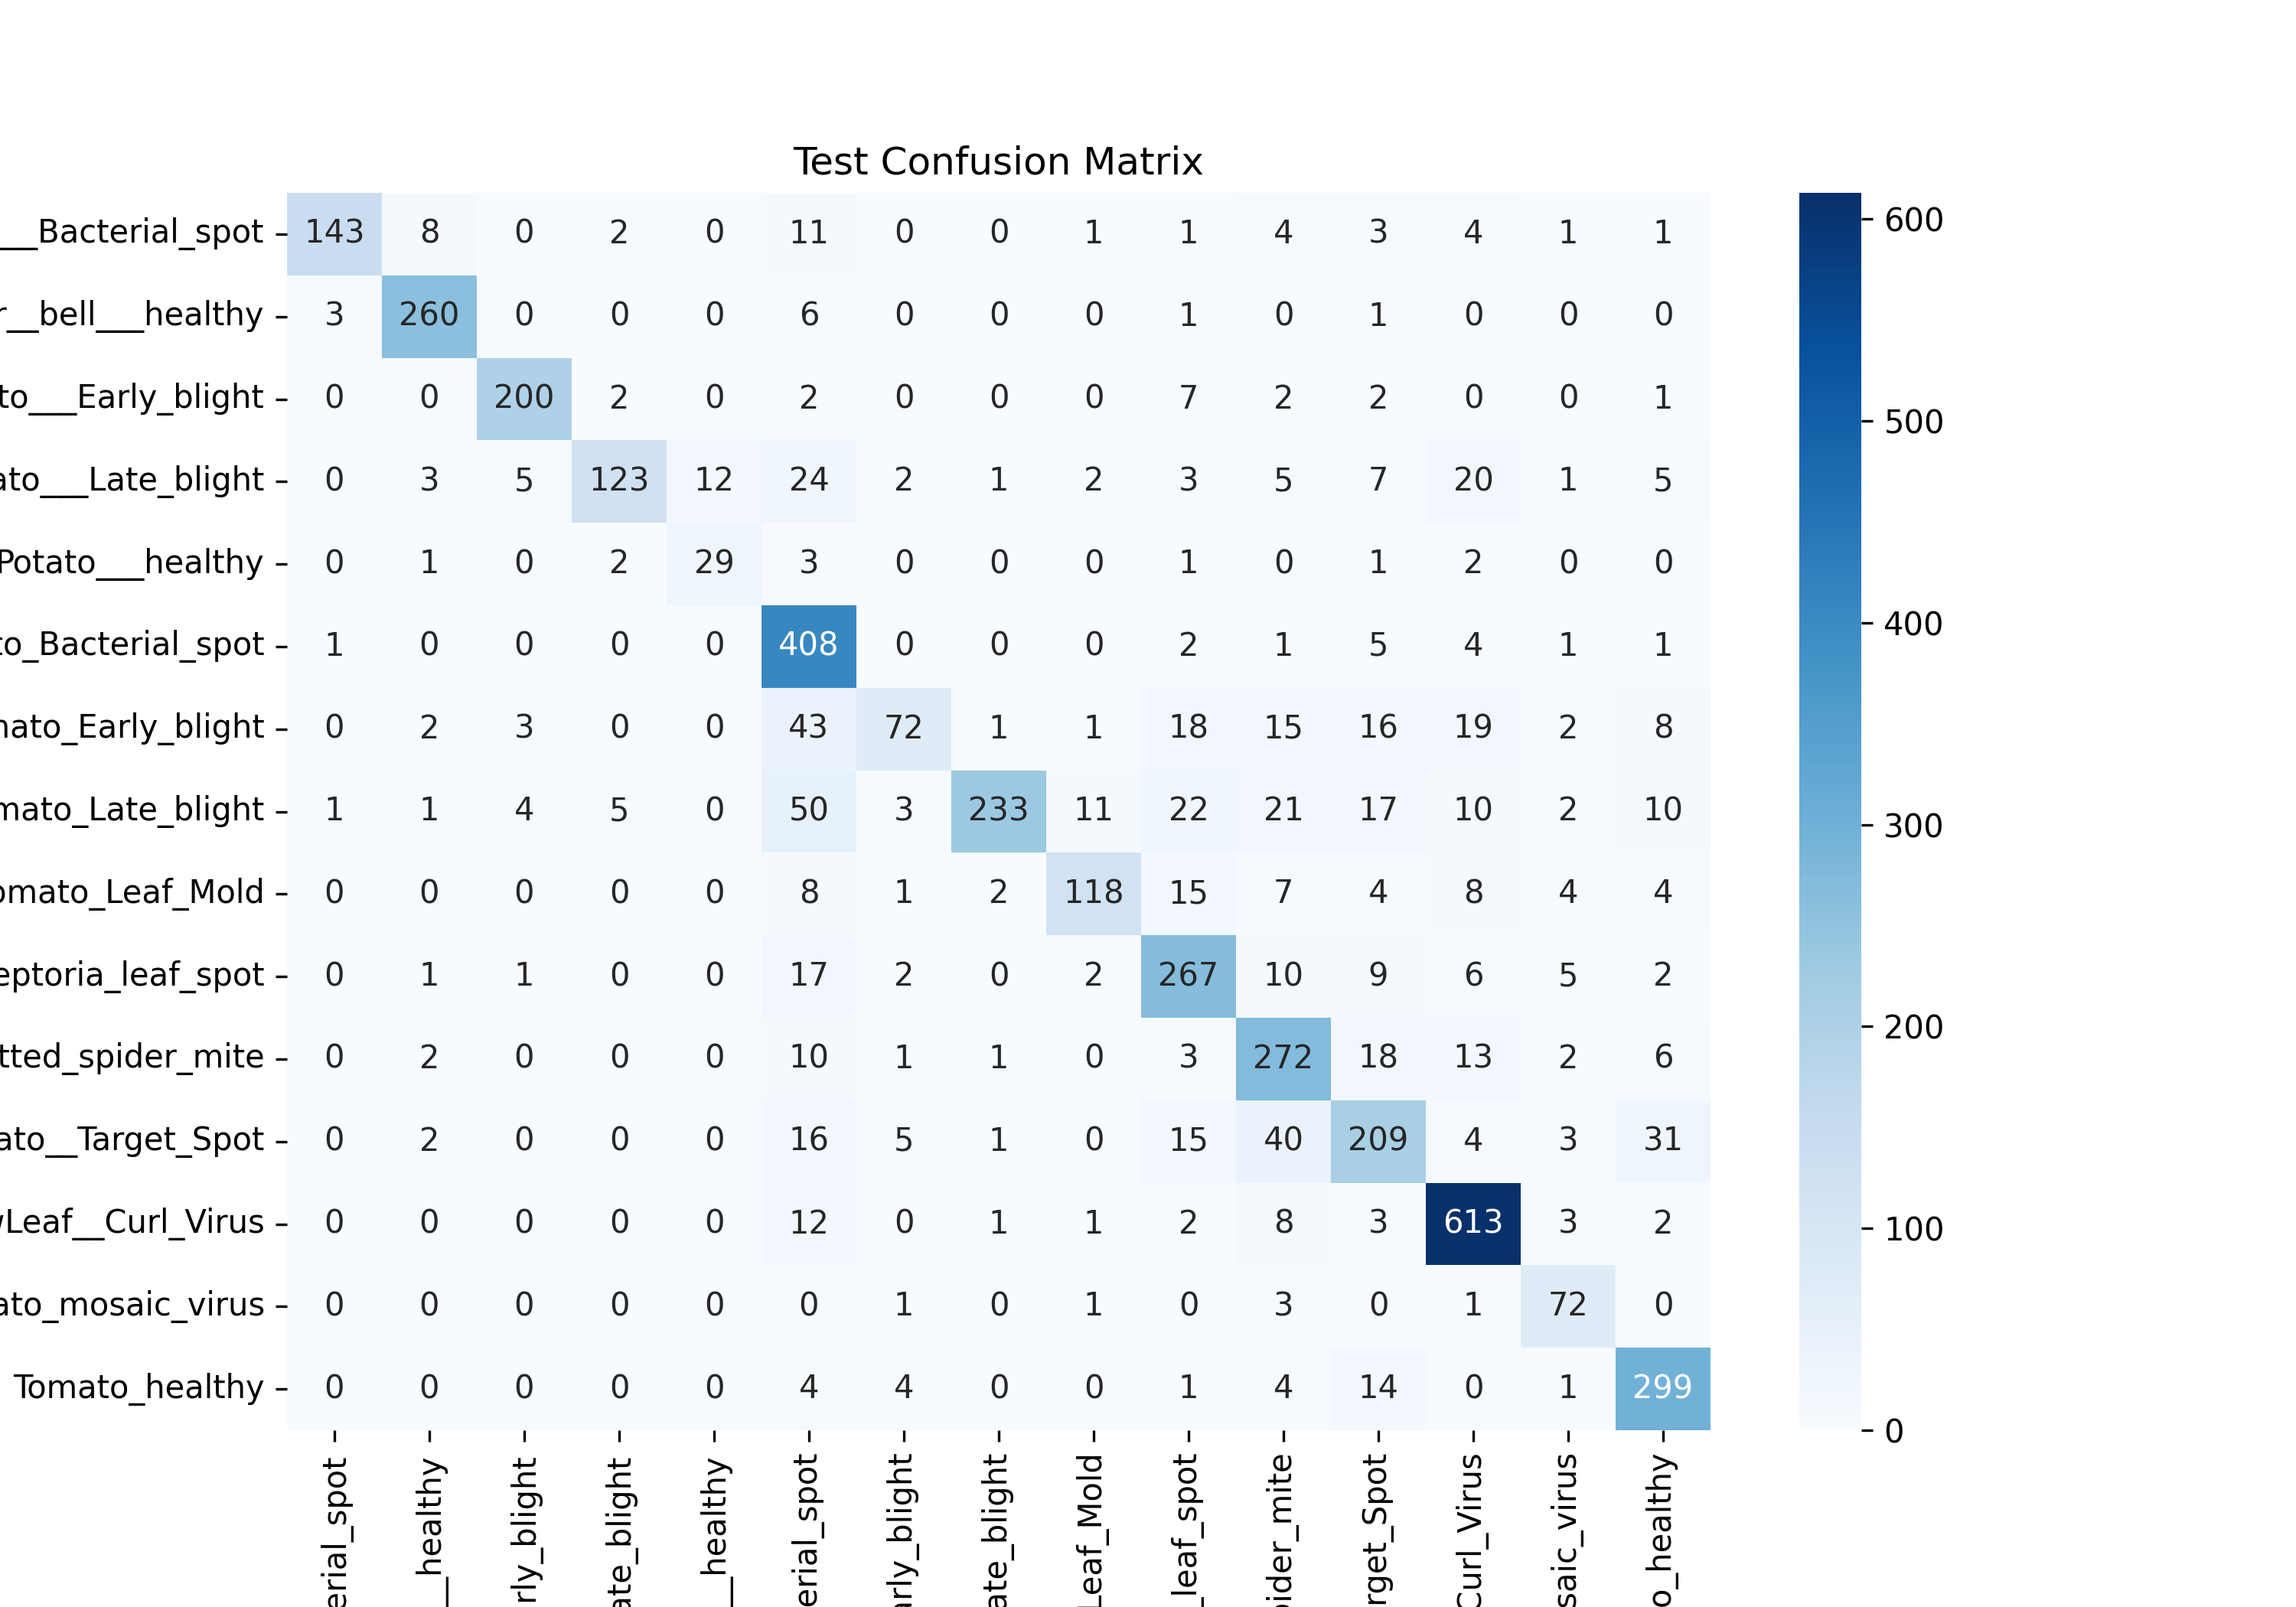 Test Confusion Matrix
___Bacterial_spot 143 8 0 2 0 11 0 0 1 1 4 3 4 1 1
r__bell___healthy 3 260 0 0 0 6 0 0 0 1 0 1 0 0 0
to___Early_blight 0 0 200 2 0 2 0 0 0 7 2 2 0 0 1
ato___Late_blight 0 3 5 123 12 24 2 1 2 3 5 7 20 1 5
Potato___healthy 0 1 0 2 29 3 0 0 0 1 0 1 2 0 0
to_Bacterial_spot 1 0 0 0 0 408 0 0 0 2 1 5 4 1 1
mato_Early_blight 0 2 3 0 0 43 72 1 1 18 15 16 19 2 8
mato_Late_blight 1 1 4 5 0 50 3 233 11 22 21 17 10 2 10
omato_Leaf_Mold 0 0 0 0 0 8 1 2 118 15 7 4 8 4 4
eptoria_leaf_spot 0 1 1 0 0 17 2 0 2 267 10 9 6 5 2
tted_spider_mite 0 2 0 0 0 10 1 1 0 3 272 18 13 2 6
ato__Target_Spot 0 2 0 0 0 16 5 1 0 15 40 209 4 3 31
Leaf__Curl_Virus 0 0 0 0 0 12 0 1 1 2 8 3 613 3 2
ato_mosaic_virus 0 0 0 0 0 0 1 0 1 0 3 0 1 72 0
Tomato_healthy 0 0 0 0 0 4 4 0 0 1 4 14 0 1 299
erial_spot
__healthy
rly_blight
ate_blight
__healthy
erial_spot
arly_blight
ate_blight
Leaf_Mold
_leaf_spot
pider_mite
rget_Spot
Curl_Virus
saic_virus
o_healthy
600
500
400
300
200
100
0